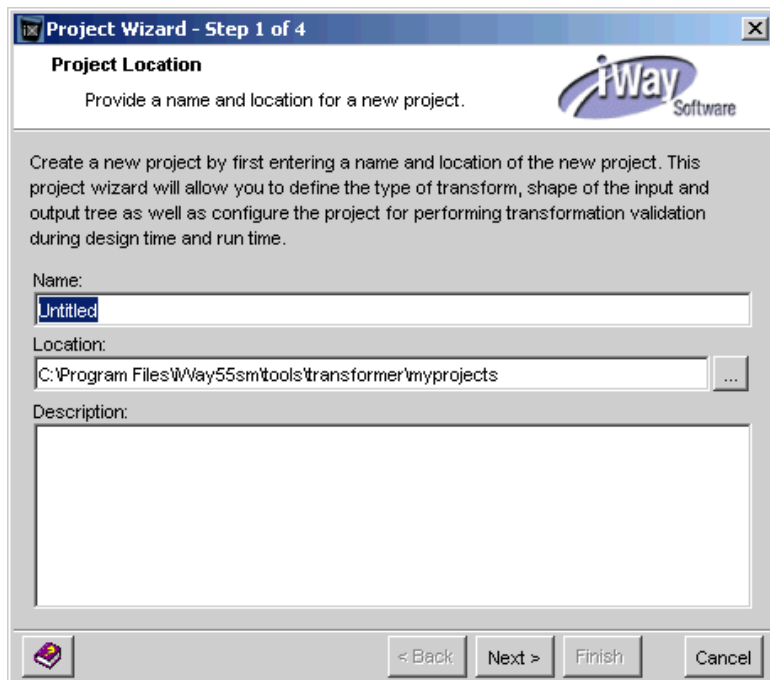 Project Wizard - Step 1 of 4
Project Location
Provide a name and location for a new project.
iWay
Software
Create a new project by first entering a name and location of the new project. This
project wizard will allow you to define the type of transform, shape of the input and
output tree as well as configure the project for performing transformation validation
during design time and run time.
Name:
Untitled
Location:
C:\Program Files\iWay55sm\tools\transformer\myprojects
...
Description:
< Back
Next >
Finish
Cancel